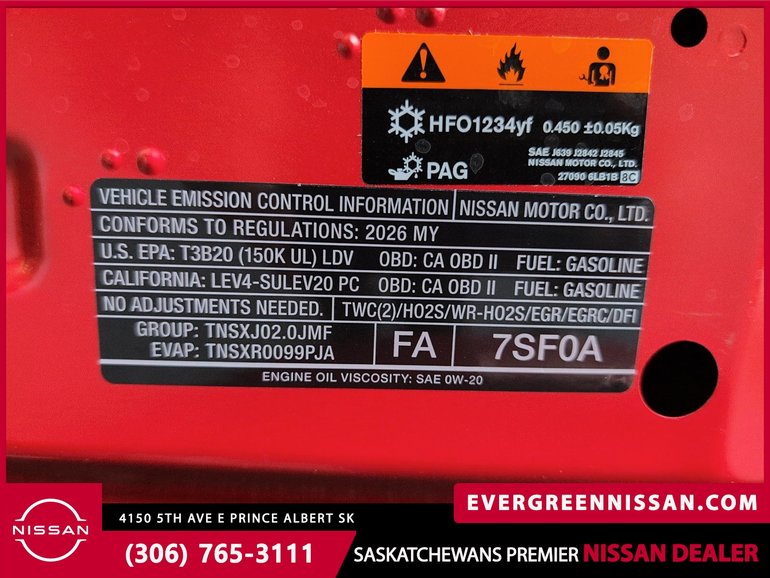 HFO1234yf 0.450 ±0.05Kg
PAG
SAE J639 J2842 J2845
NISSAN MOTOR CO., LTD.
27090 6LB1B 8C
VEHICLE EMISSION CONTROL INFORMATION NISSAN MOTOR CO., LTD.
CONFORMS TO REGULATIONS: 2026 MY
U.S. EPA: T3B20 (150K UL) LDV OBD: CA OBD II FUEL: GASOLINE
CALIFORNIA: LEV4-SULEV20 PC OBD: CA OBD II FUEL: GASOLINE
NO ADJUSTMENTS NEEDED. TWC(2)/HO2S/WR-HO2S/EGR/EGRC/DFI
GROUP: TNSXJ02.0JMF
EVAP: TNSXR0099PJA
FA
7SF0A
ENGINE OIL VISCOSITY: SAE 0W-20
NISSAN
4150 5TH AVE E PRINCE ALBERT SK
(306) 765-3111
EVERGREENNISSAN.COM
SASKATCHEWANS PREMIER NISSAN DEALER